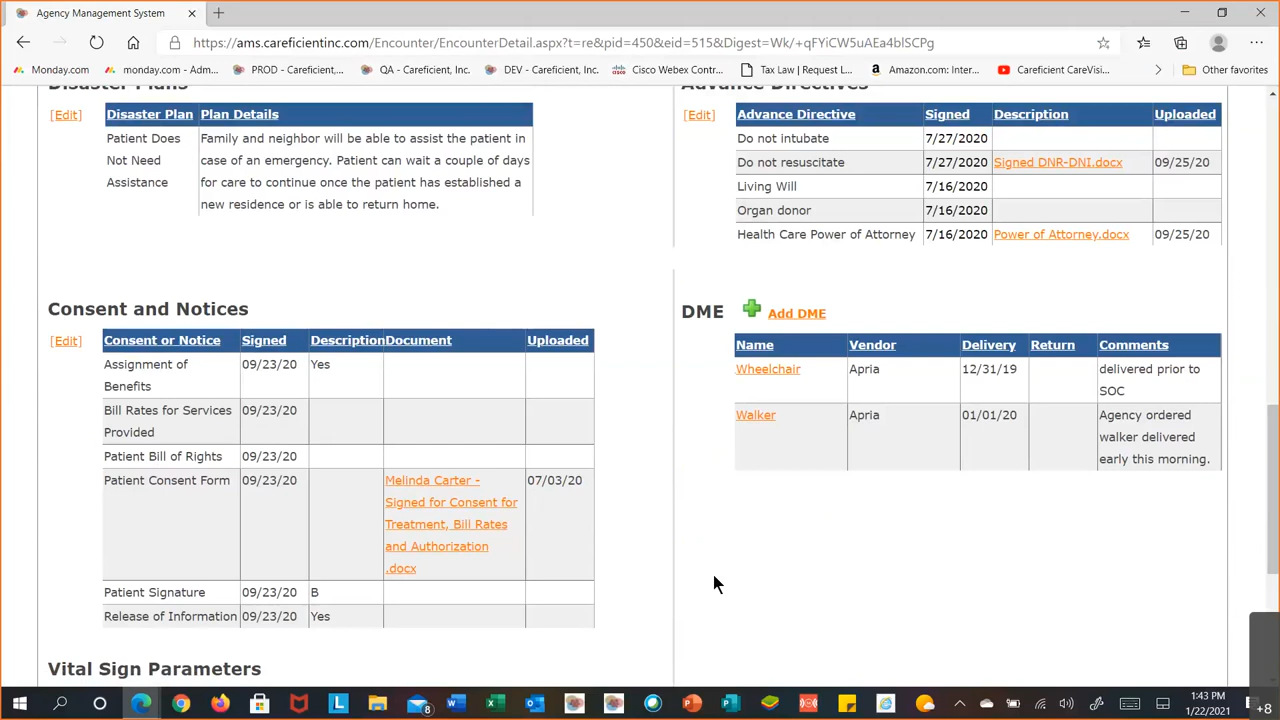 Agency Management System
https://ams.careficientinc.com/Encounter/EncounterDetail.aspx?t=re&pid=450&eid=515&Digest=Wk/+qFYiCW5uAEa4blSCPg
Monday.com
monday.com - Adm...
PROD - Careficient,...
QA - Careficient, Inc.
DEV - Careficient, Inc.
Cisco Webex Contr...
Tax Law | Request L...
Amazon.com: Inter...
Careficient CareVisi...
Other favorites
Disaster Plans
[Edit]
Disaster Plan Plan Details
Patient Does
Not Need
Assistance
Family and neighbor will be able to assist the patient in
case of an emergency. Patient can wait a couple of days
for care to continue once the patient has established a
new residence or is able to return home.
Advance Directives
[Edit]
Advance Directive Signed Description Uploaded
Do not intubate 7/27/2020
Do not resuscitate 7/27/2020 Signed DNR-DNI.docx 09/25/20
Living Will 7/16/2020
Organ donor 7/16/2020
Health Care Power of Attorney 7/16/2020 Power of Attorney.docx 09/25/20
Consent and Notices
[Edit]
Consent or Notice Signed Description Document Uploaded
Assignment of 09/23/20 Yes
Benefits
Bill Rates for Services 09/23/20
Provided
Patient Bill of Rights 09/23/20
Patient Consent Form 09/23/20 Melinda Carter - 07/03/20
Signed for Consent for
Treatment, Bill Rates
and Authorization
.docx
Patient Signature 09/23/20 B
Release of Information 09/23/20 Yes
DME Add DME
Name Vendor Delivery Return Comments
Wheelchair Apria 12/31/19 delivered prior to
SOC
Walker Apria 01/01/20 Agency ordered
walker delivered
early this morning.
Vital Sign Parameters
8
1:43 PM
1/22/2021
+8